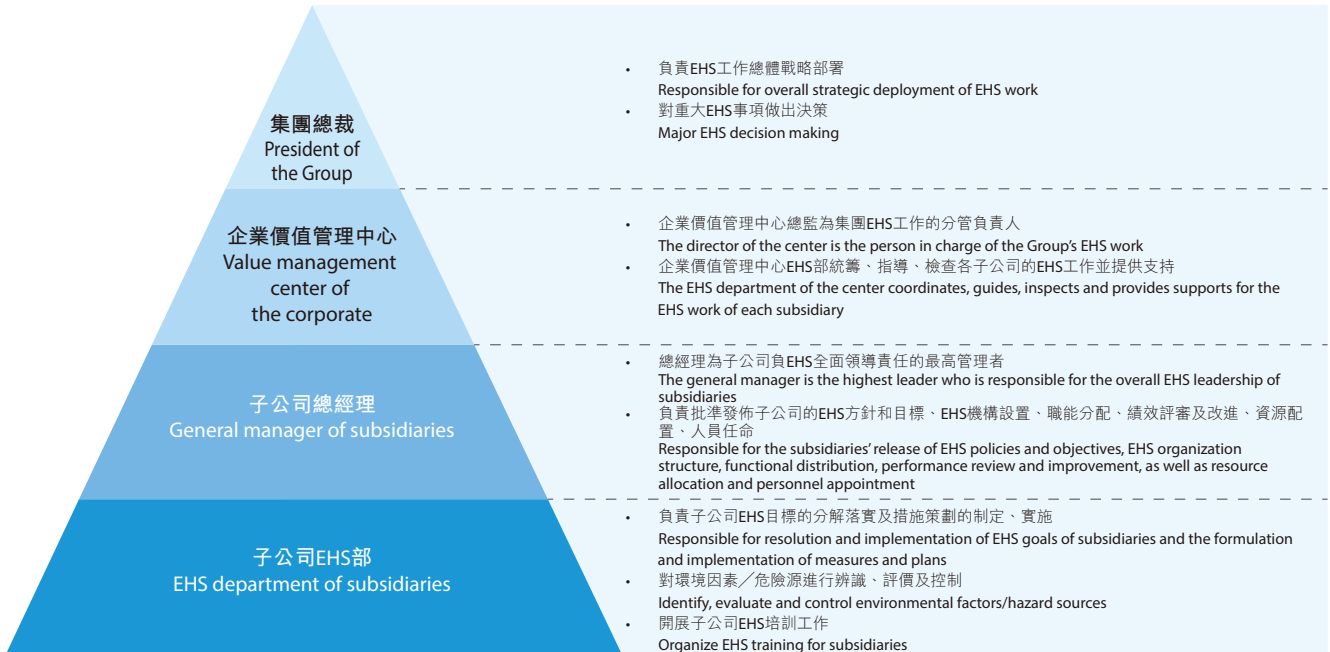 集團總裁
President of
the Group
• 負責EHS工作總體戰略部署
Responsible for overall strategic deployment of EHS work
• 對重大EHS事項做出決策
Major EHS decision making
企業價值管理中心
Value management
center of
the corporate
• 企業價值管理中心總監為集團EHS工作的分管負責人
The director of the center is the person in charge of the Group’s EHS work
• 企業價值管理中心EHS部統籌、指導、檢查各子公司的EHS工作並提供支持
The EHS department of the center coordinates, guides, inspects and provides supports for the
EHS work of each subsidiary
子公司總經理
General manager of subsidiaries
• 總經理為子公司負EHS全面領導責任的最高管理者
The general manager is the highest leader who is responsible for the overall EHS leadership of
subsidiaries
• 負責批準發佈子公司的EHS方針和目標、EHS機構設置、職能分配、績效評審及改進、資源配
置、人員任命
Responsible for the subsidiaries’ release of EHS policies and objectives, EHS organization
structure, functional distribution, performance review and improvement, as well as resource
allocation and personnel appointment
子公司EHS部
EHS department of subsidiaries
• 負責子公司EHS目標的分解落實及措施策劃的制定、實施
Responsible for resolution and implementation of EHS goals of subsidiaries and the formulation
and implementation of measures and plans
• 對環境因素╱危險源進行辨識、評價及控制
Identify, evaluate and control environmental factors/hazard sources
• 開展子公司EHS培訓工作
Organize EHS training for subsidiaries